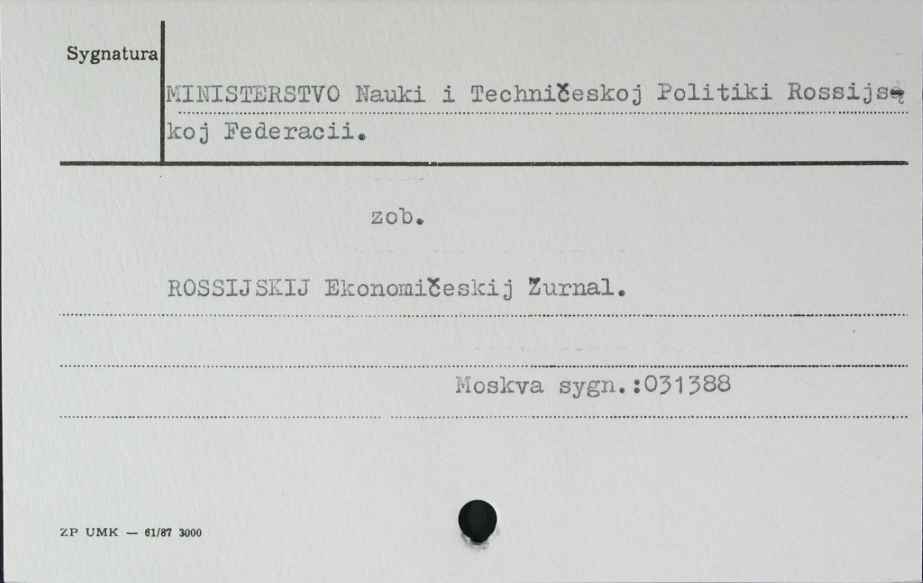 Sygnatura
MINISTERSTVO Nauki i Techničeskoj Politiki Rossijs-
koj Federacii.
zob.
ROSSIJSKIJ Ekonomičeskij Žurnal.
Moskva sygn.:031388
ZP UMK — 61/87 3000